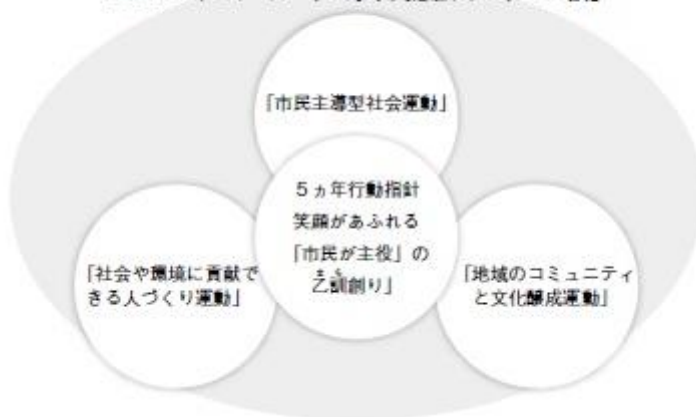 「市民主導型社会運動」
5ヵ年行動指針
笑顔があふれる
「市民が主役」の
乙訓創り」
「社会や環境に貢献で
きる人づくり運動」
「地域のコミュニティ
と文化醸成運動」